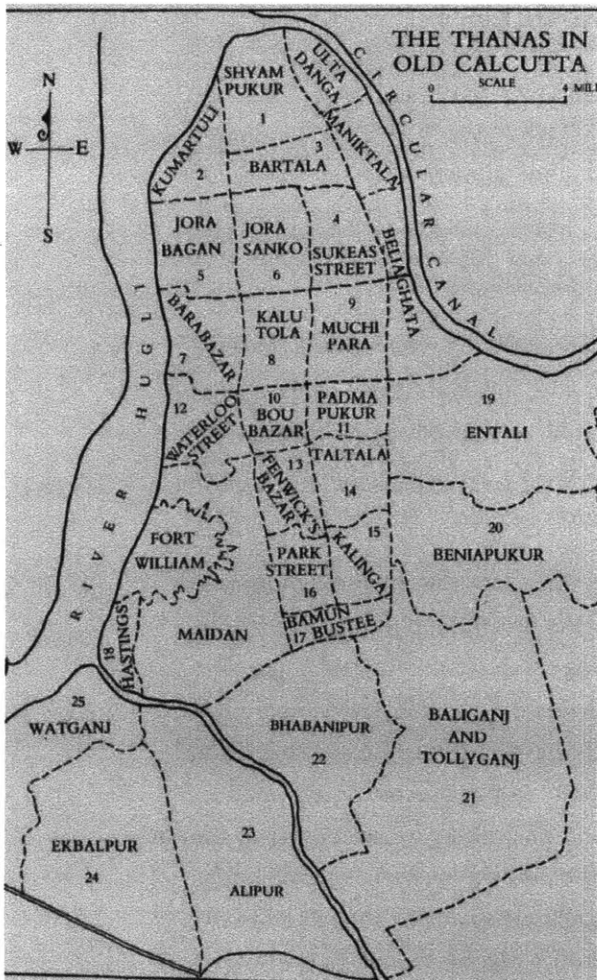 THE THANAS IN
OLD CALCUTTA
SCALE
0 4 MIL
N
W E
S
CIRCULAR CANAL
ULTA
DANGA
SHYAM
PUKUR
1
MANIKTALA
3
KUMARTULI
2
BARTALA
JORA
BAGAN
5
JORA
SANKO
6
4
SUKEAS
STREET
BELIAGHATA
RIVER HUGLI
BARABAZAR
7
KALU
TOLA
8
9
MUCHI
PARA
12
WATERLOO
STREET
10
BOU
BAZAR
PADMA
PUKUR
11
19
ENTALI
13
FENWICK'S
BAZAR
TALTALA
14
15
KALINGA
20
BENIAPUKUR
FORT
WILLIAM
PARK
STREET
16
BAMUN
17 BUSTEE
18
HASTINGS
MAIDAN
25
WATGANJ
BHABANIPUR
22
BALIGANJ
AND
TOLLYGANJ
21
23
ALIPUR
EKBALPUR
24